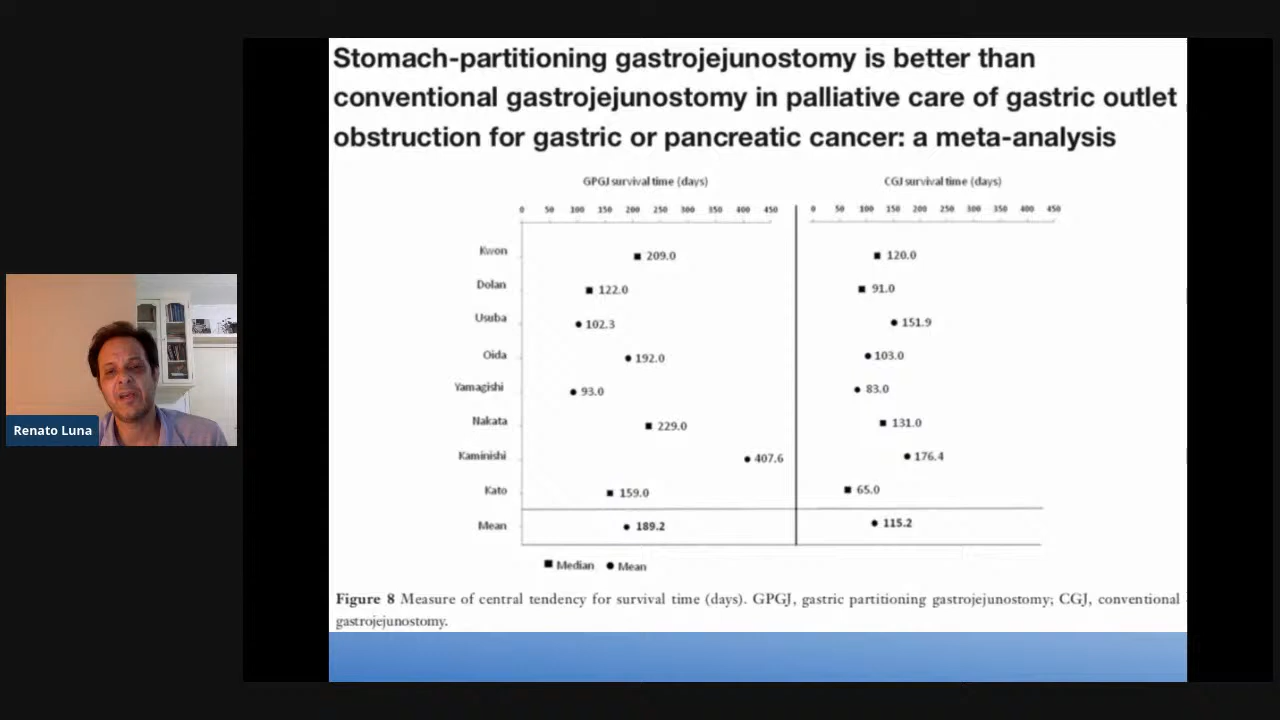 Stomach-partitioning gastrojejunostomy is better than
conventional gastrojejunostomy in palliative care of gastric outlet
obstruction for gastric or pancreatic cancer: a meta-analysis
GPGJ survival time (days)
CGJ survival time (days)
0 50 100 150 200 250 300 350 400 450
0 50 100 150 200 250 300 350 400 450
Kwon 209.0 120.0
Dolan 122.0 91.0
Usuba 102.3 151.9
Oida 192.0 103.0
Yamagishi 93.0 83.0
Nakata 229.0 131.0
Kaminishi 407.6 176.4
Kato 159.0 65.0
Mean 189.2 115.2
Median Mean
Figure 8 Measure of central tendency for survival time (days). GPGJ, gastric partitioning gastrojejunostomy; CGJ, conventional
gastrojejunostomy.
Renato Luna